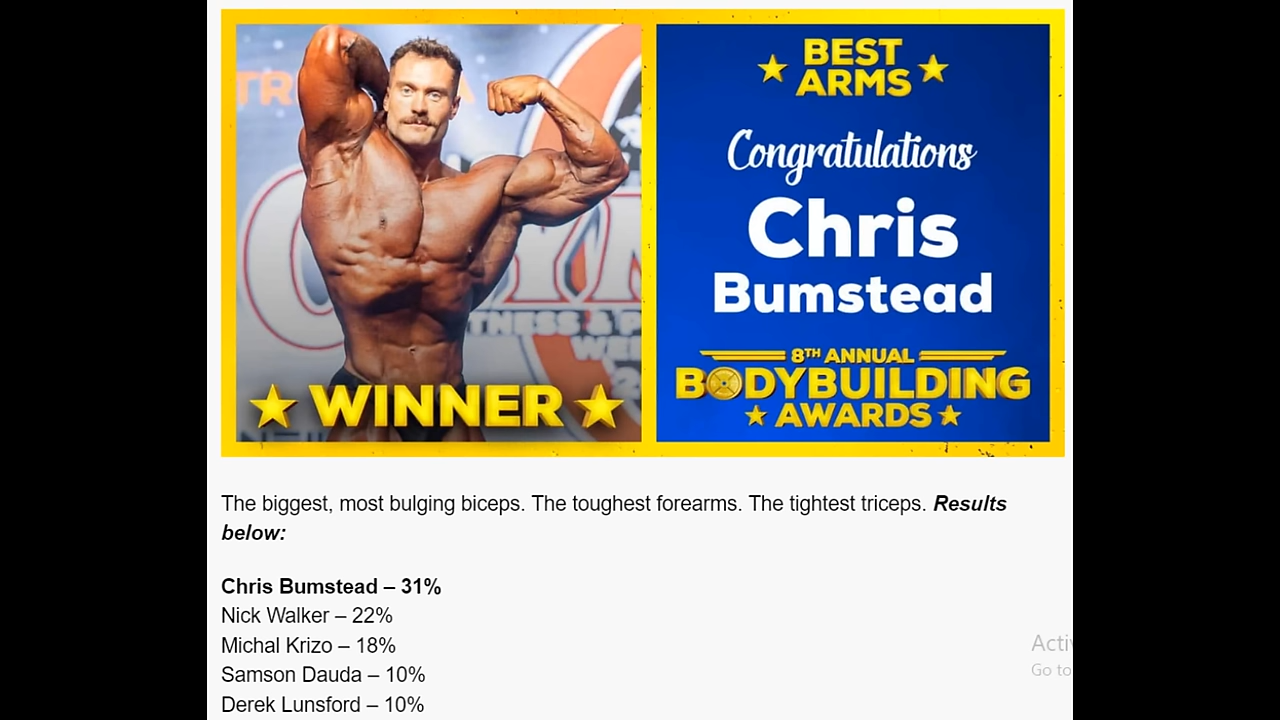 BEST
ARMS
Congratulations
Chris
Bumstead
WINNER
8TH ANNUAL
BODYBUILDING
AWARDS
The biggest, most bulging biceps. The toughest forearms. The tightest triceps. Results
below:
Chris Bumstead – 31%
Nick Walker – 22%
Michal Krizo – 18%
Samson Dauda – 10%
Derek Lunsford – 10%
Go to